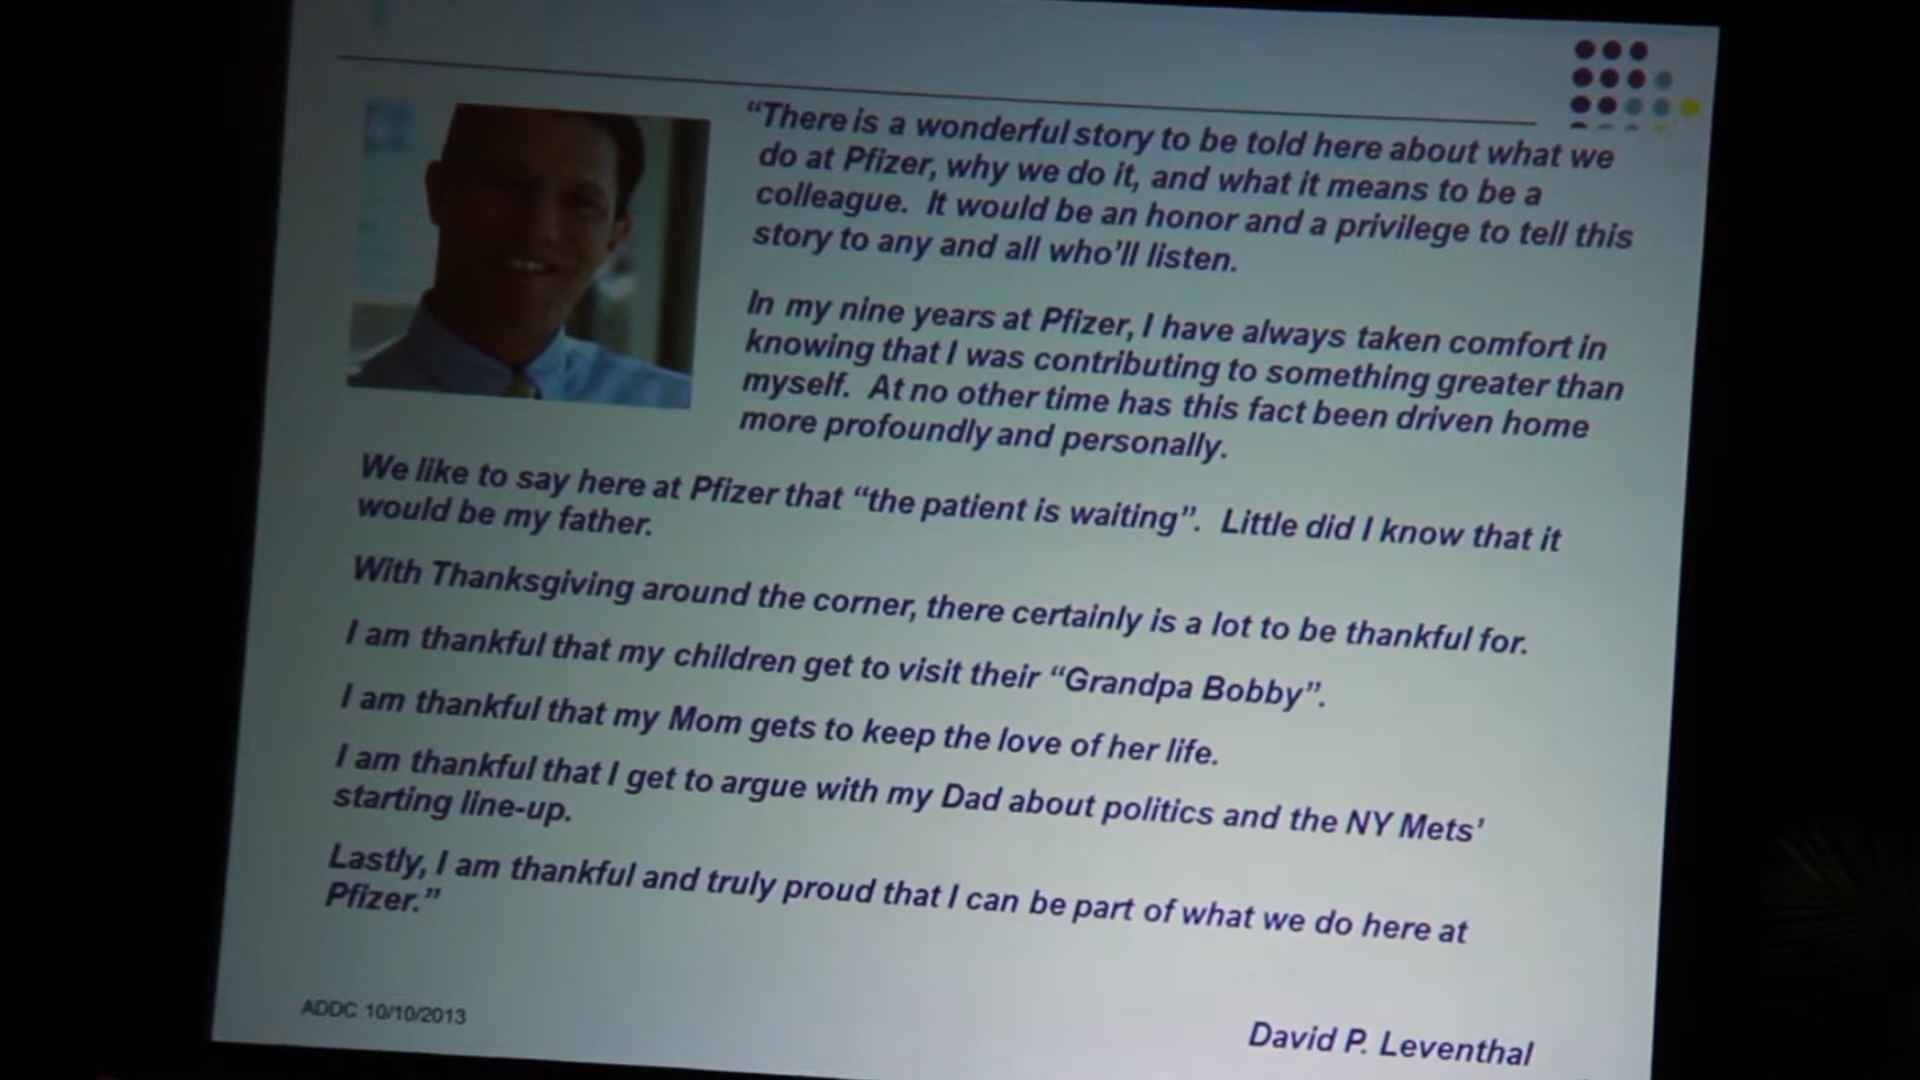 “There is a wonderful story to be told here about what we
do at Pfizer, why we do it, and what it means to be a
colleague. It would be an honor and a privilege to tell this
story to any and all who’ll listen.
In my nine years at Pfizer, I have always taken comfort in
knowing that I was contributing to something greater than
myself. At no other time has this fact been driven home
more profoundly and personally.
We like to say here at Pfizer that “the patient is waiting”. Little did I know that it
would be my father.
With Thanksgiving around the corner, there certainly is a lot to be thankful for.
I am thankful that my children get to visit their “Grandpa Bobby”.
I am thankful that my Mom gets to keep the love of her life.
I am thankful that I get to argue with my Dad about politics and the NY Mets’
starting line-up.
Lastly, I am thankful and truly proud that I can be part of what we do here at
Pfizer.”
ADDC 10/10/2013
David P. Leventhal